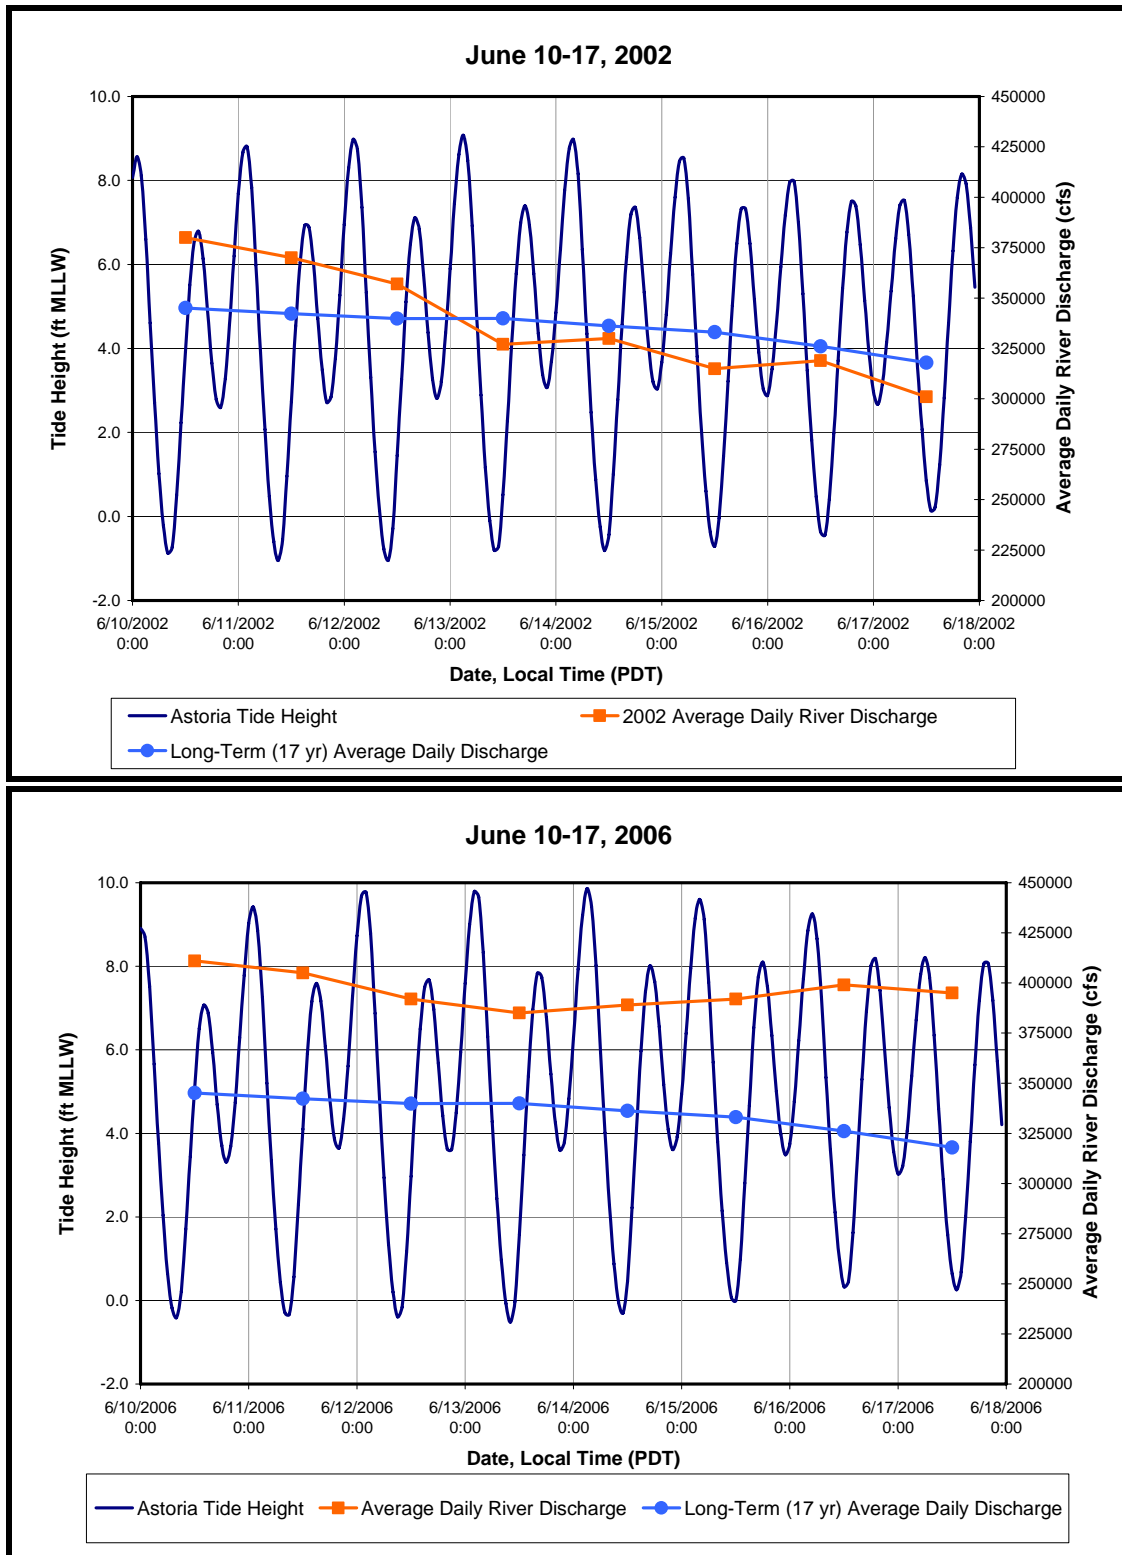 June 10-17, 2002
10.0
8.0
6.0
4.0
2.0
0.0
-2.0
Tide Height (ft MLLW)
450000
425000
400000
375000
350000
325000
300000
275000
250000
225000
200000
Average Daily River Discharge (cfs)
6/10/2002 6/11/2002 6/12/2002 6/13/2002 6/14/2002 6/15/2002 6/16/2002 6/17/2002 6/18/2002
0:00 0:00 0:00 0:00 0:00 0:00 0:00 0:00 0:00
Date, Local Time (PDT)
Astoria Tide Height 2002 Average Daily River Discharge
Long-Term (17 yr) Average Daily Discharge
June 10-17, 2006
10.0
8.0
6.0
4.0
2.0
0.0
-2.0
Tide Height (ft MLLW)
450000
425000
400000
375000
350000
325000
300000
275000
250000
225000
200000
Average Daily River Discharge (cfs)
6/10/2006 6/11/2006 6/12/2006 6/13/2006 6/14/2006 6/15/2006 6/16/2006 6/17/2006 6/18/2006
0:00 0:00 0:00 0:00 0:00 0:00 0:00 0:00 0:00
Date, Local Time (PDT)
Astoria Tide Height Average Daily River Discharge Long-Term (17 yr) Average Daily Discharge